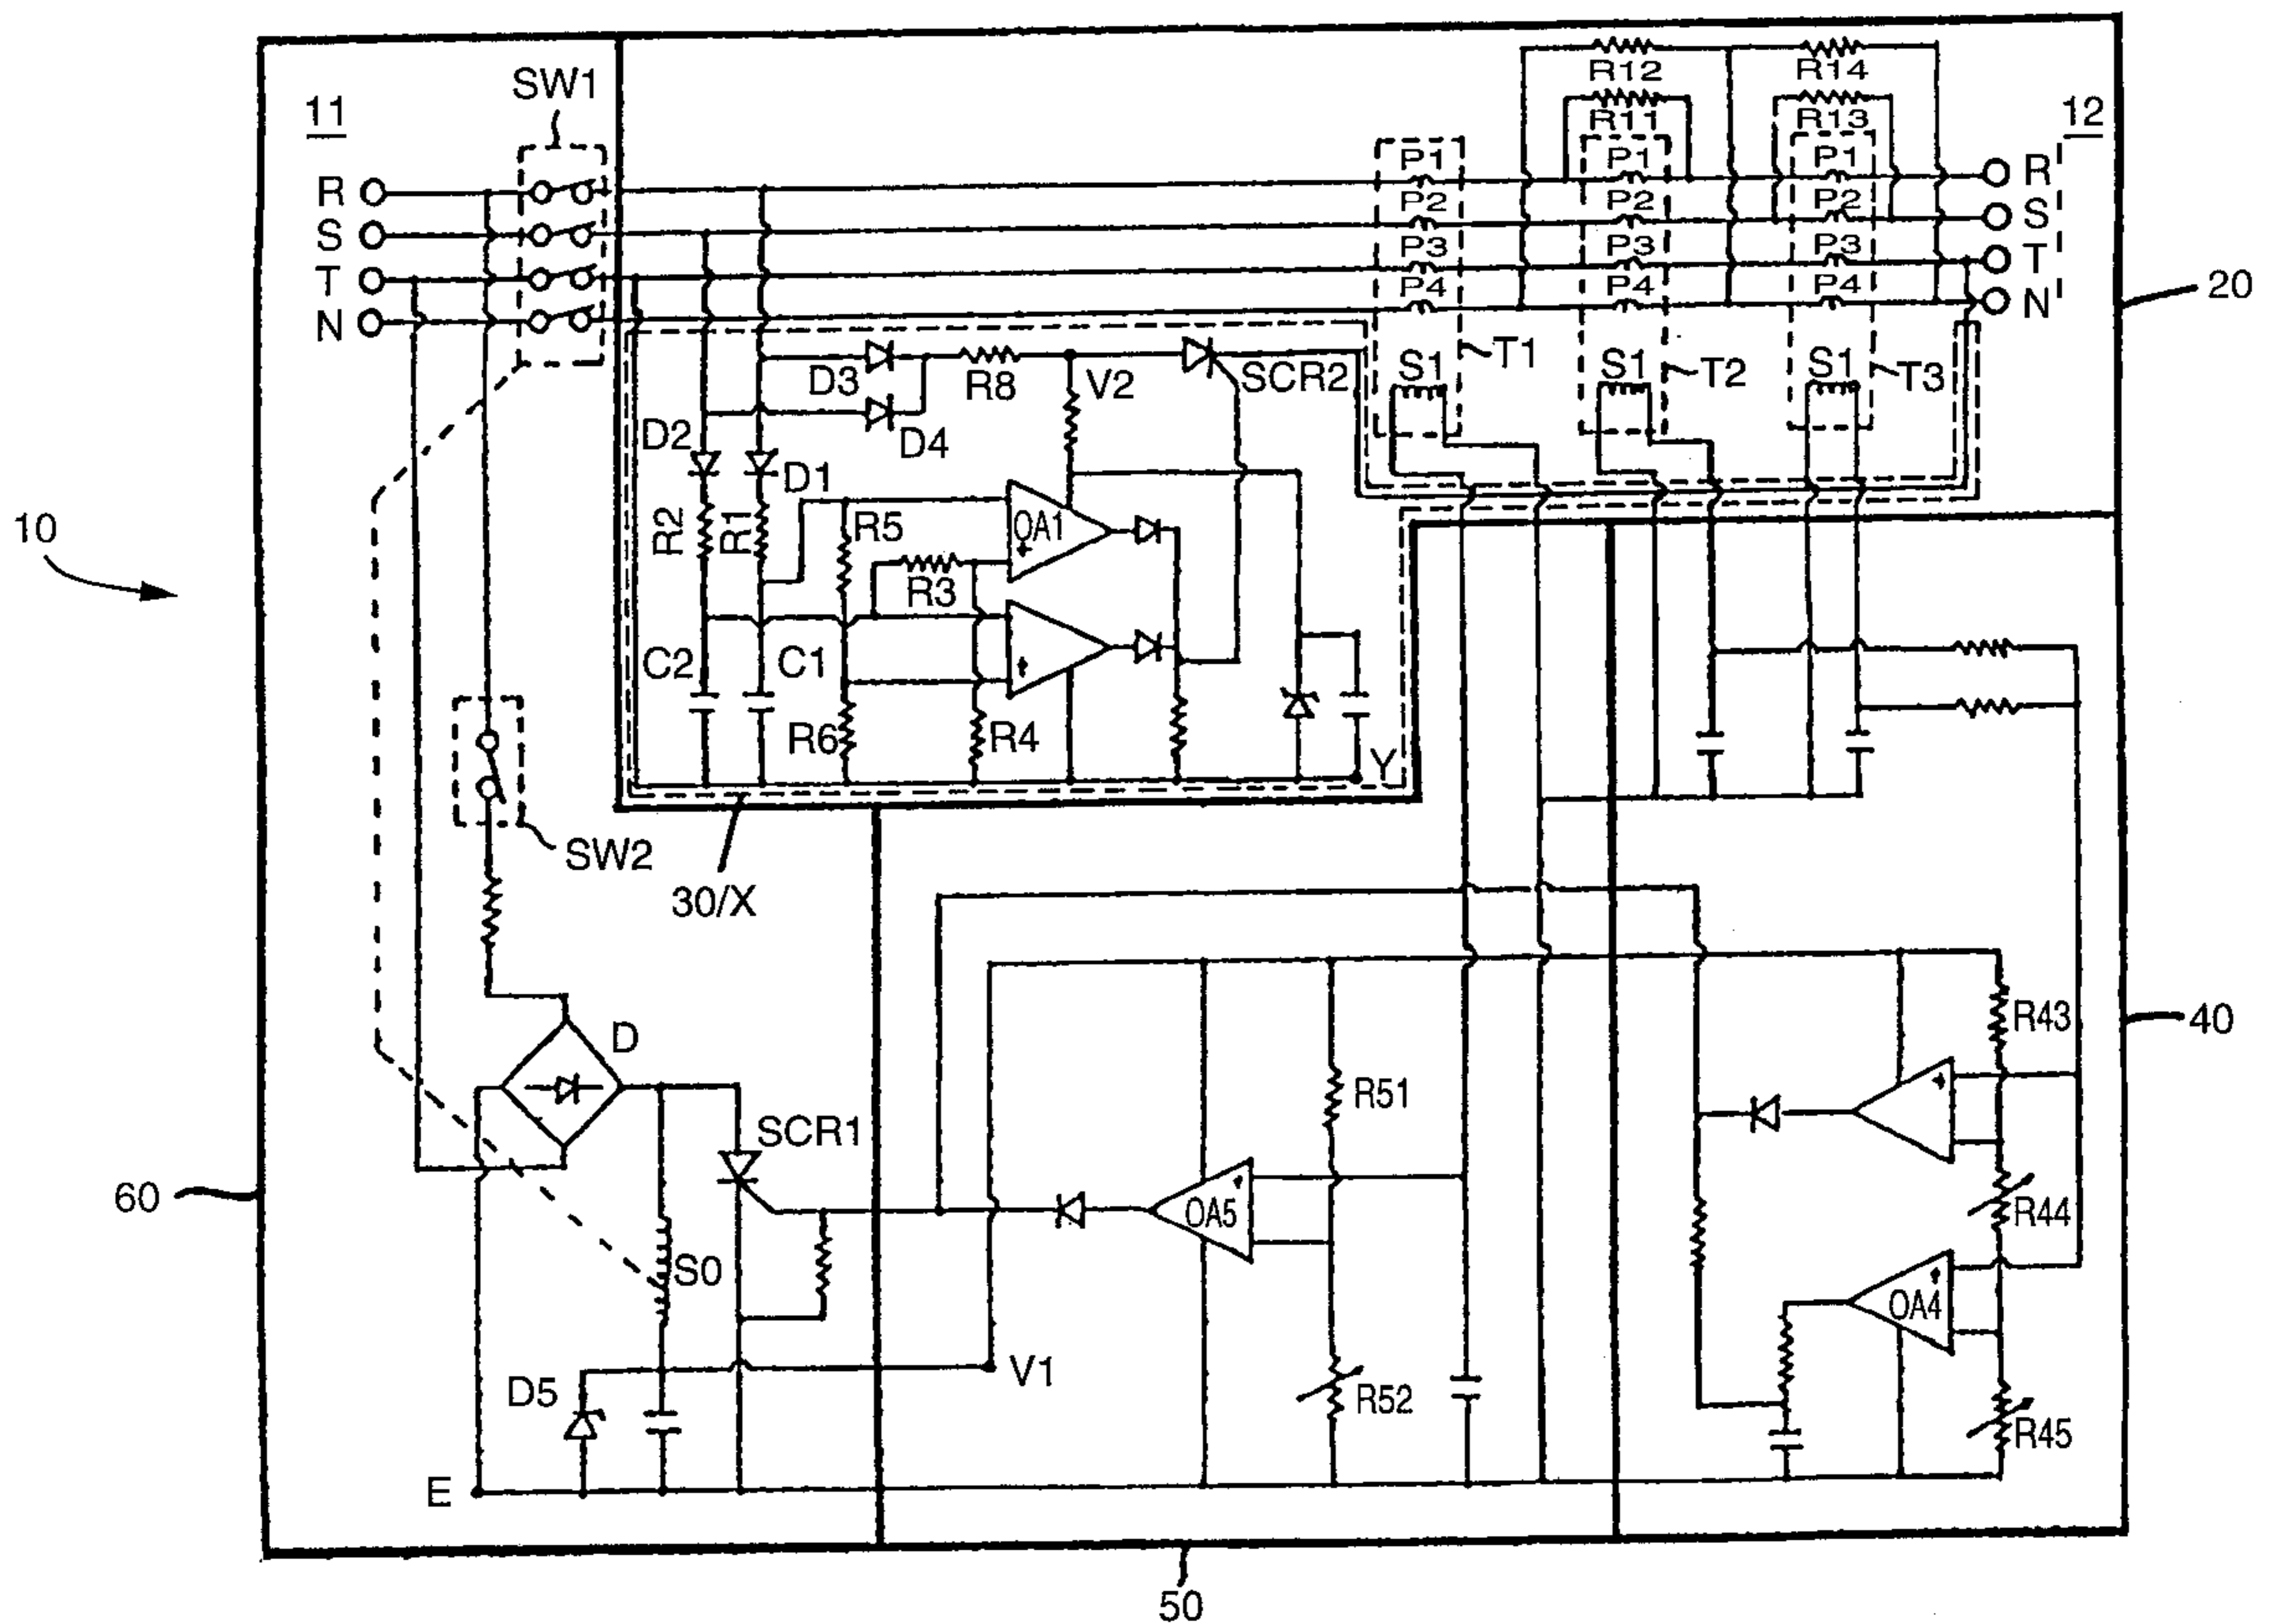 R12 R14
SW1
11 R11 R13 12
P1 P1 P1
R R'
P2 P2 P2
S S'
P3 P3 P3
T T'
P4 P4 P4
N N'
20
D3 R8 V2 SCR2 S1 T1 S1 T2 S1 T3
D2 D4
D1
10 R2 R1 R5 OA1 +
R3
C2 C1 +
R6 R4 Y
SW2
30/X
R43 40
D
R51 +
SCR1
60 OA5 + R44
S0
OA4 +
D5 V1 R52
R45
E
50